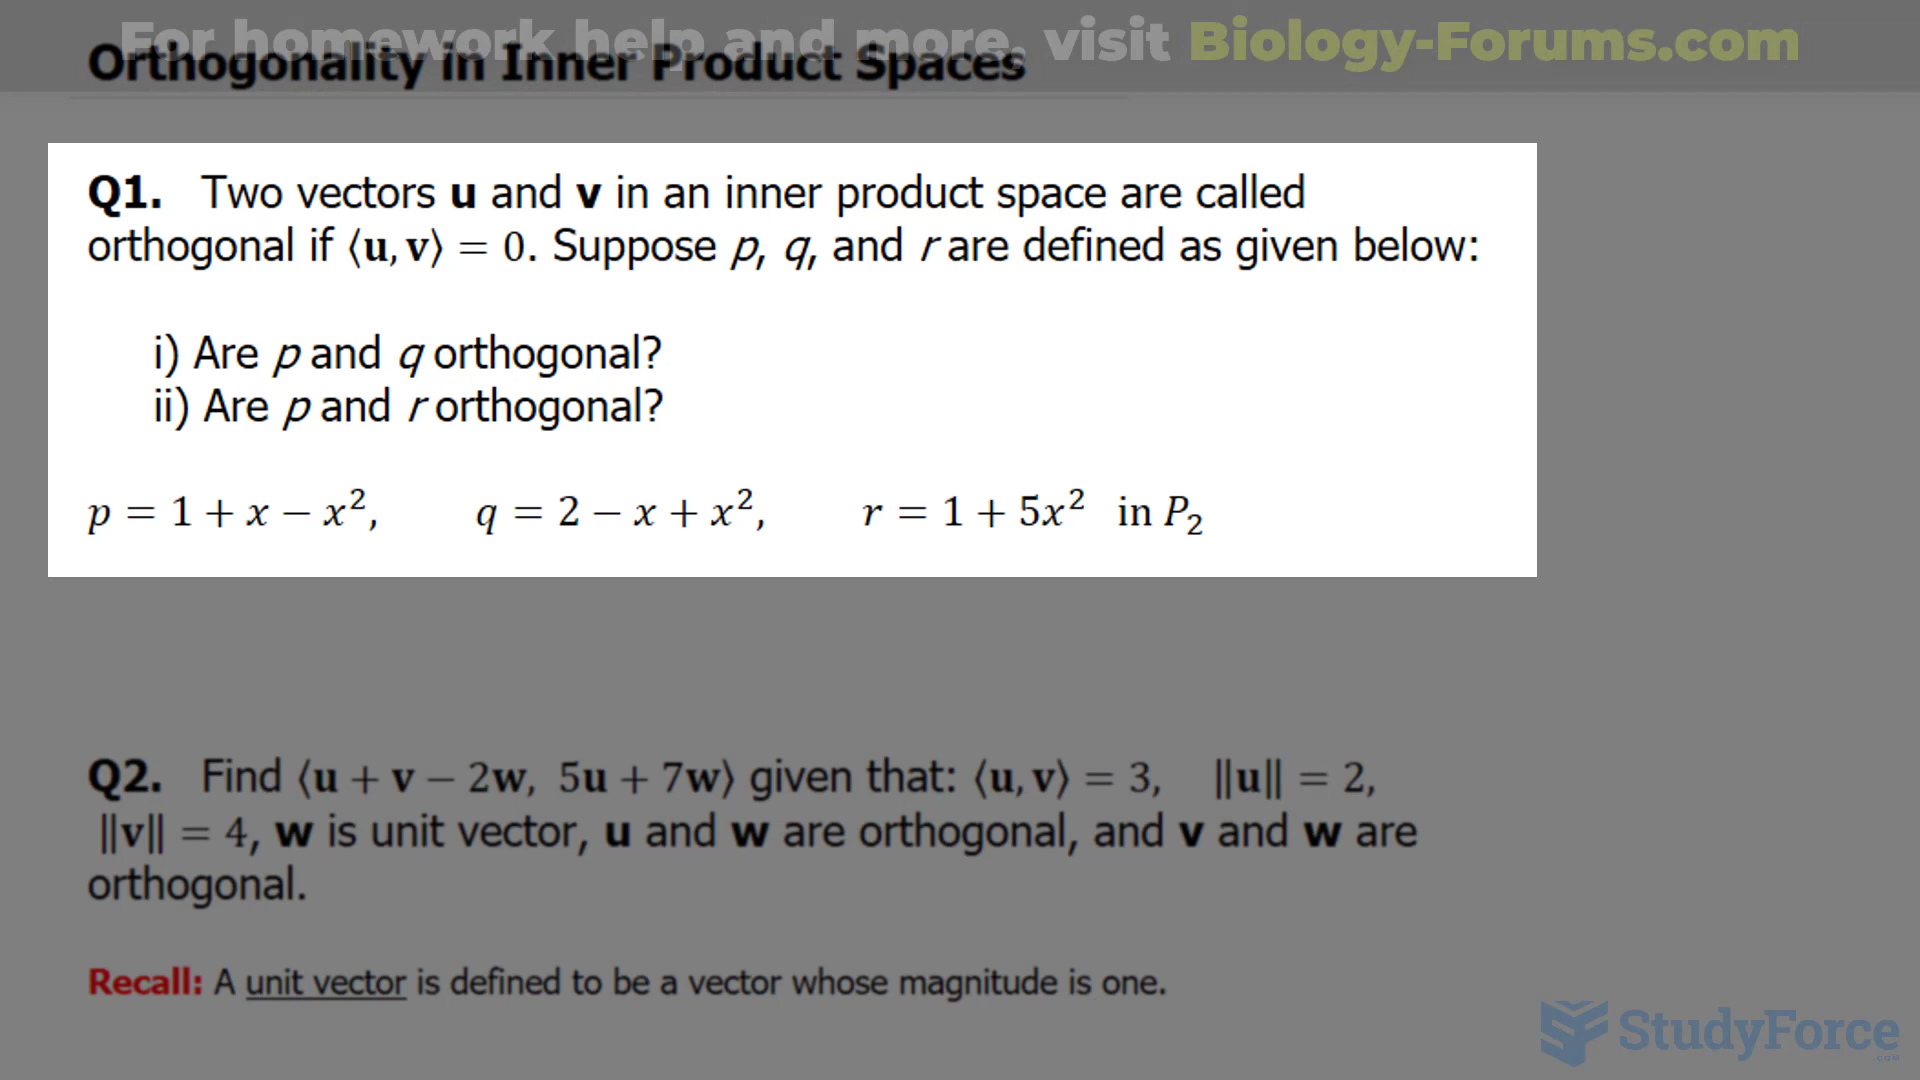 For homework help and more, visit Biology-Forums.com
Orthogonality in Inner Product Spaces
Q1. Two vectors u and v in an inner product space are called
orthogonal if ⟨u, v⟩ = 0. Suppose p, q, and r are defined as given below:
i) Are p and q orthogonal?
ii) Are p and r orthogonal?
p = 1 + x − x², q = 2 − x + x², r = 1 + 5x² in P₂
Q2. Find ⟨u + v − 2w, 5u + 7w⟩ given that: ⟨u, v⟩ = 3, ‖u‖ = 2,
‖v‖ = 4, w is unit vector, u and w are orthogonal, and v and w are
orthogonal.
Recall: A unit vector is defined to be a vector whose magnitude is one.
StudyForce
.COM